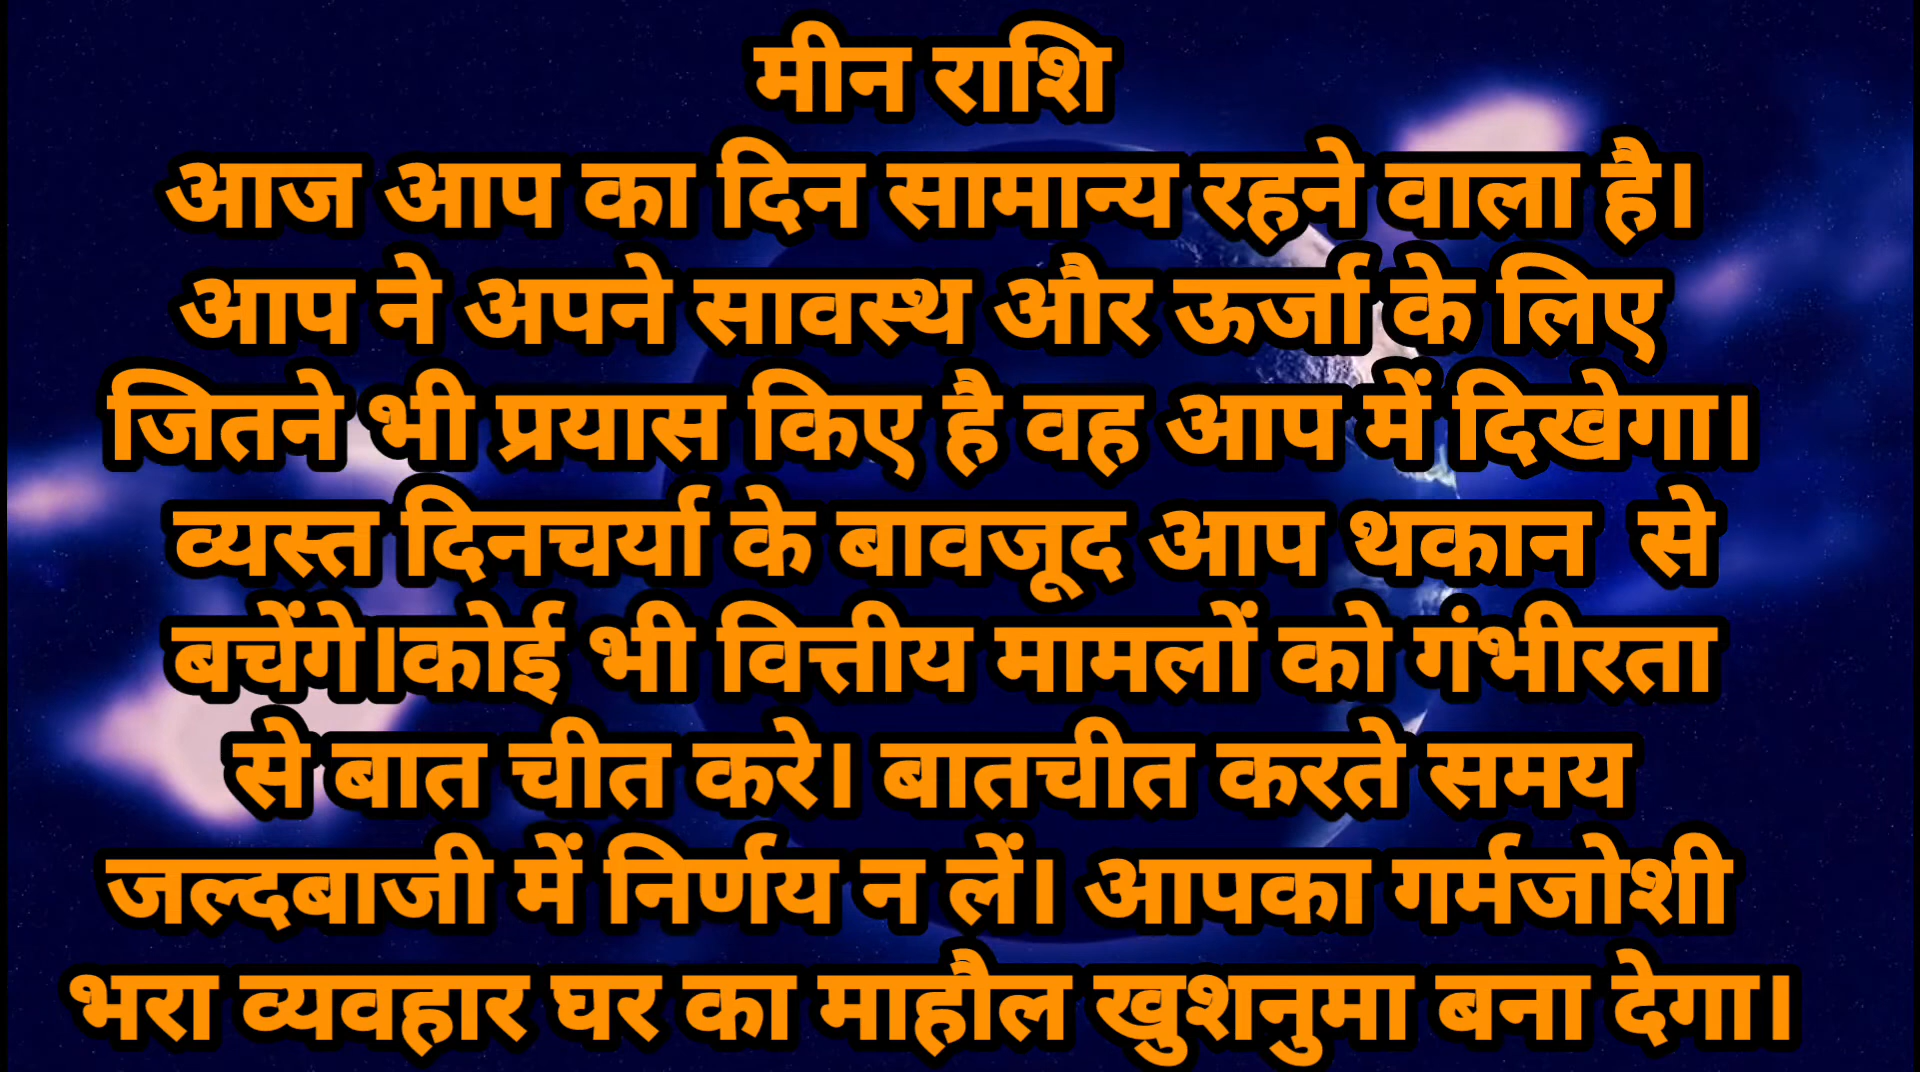 मीन राशि
आज आप का दिन सामान्य रहने वाला है।
आप ने अपने सावस्थ और ऊर्जा के लिए
जितने भी प्रयास किए है वह आप में दिखेगा।
व्यस्त दिनचर्या के बावजूद आप थकान से
बचेंगे।कोई भी वित्तीय मामलों को गंभीरता
से बात चीत करे। बातचीत करते समय
जल्दबाजी में निर्णय न लें। आपका गर्मजोशी
भरा व्यवहार घर का माहौल खुशनुमा बना देगा।